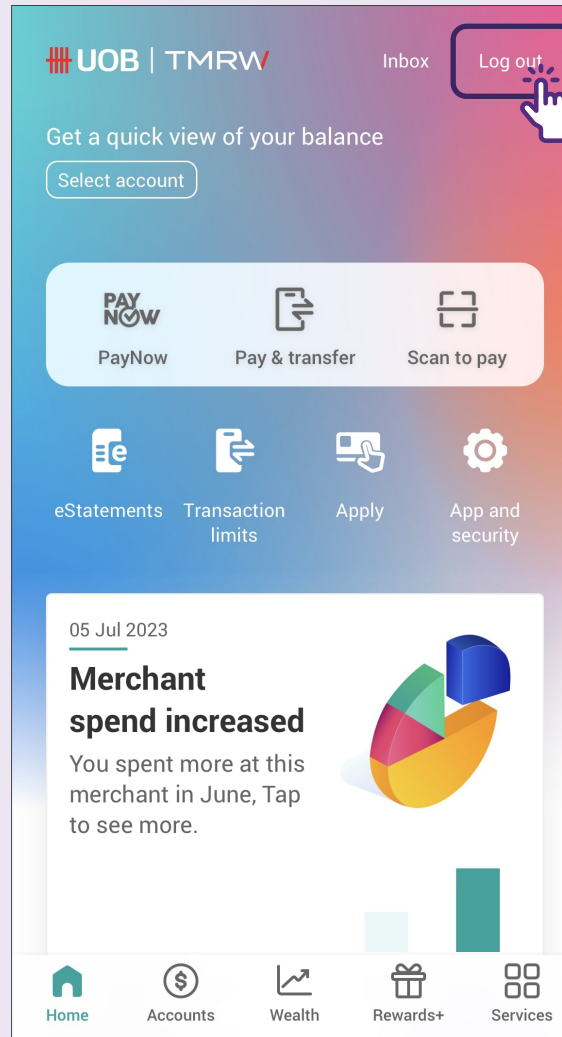 UOB | TMRW
Inbox
Log out
Get a quick view of your balance
Select account
PAY
NOW
PayNow
Pay & transfer
Scan to pay
e
eStatements
Transaction
limits
Apply
App and
security
05 Jul 2023
Merchant
spend increased
You spent more at this
merchant in June, Tap
to see more.
$
Home
Accounts
Wealth
Rewards+
Services